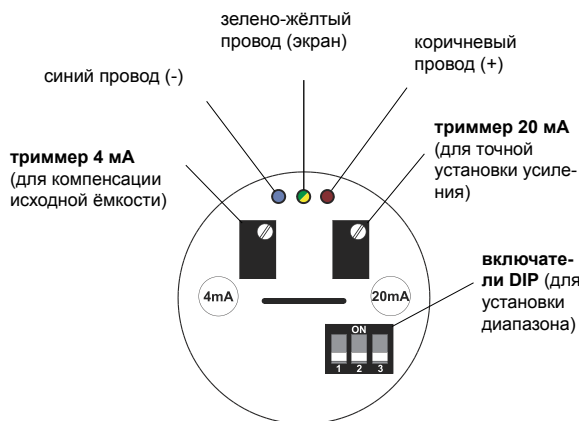 зелено-жёлтый
провод (экран)
коричневый
провод (+)
синий провод (-)
триммер 4 мА
(для компенсации
исходной ёмкости)
триммер 20 мА
(для точной
установки усиле-
ния)
4mA
20mA
включате-
ли DIP (для
установки
диапазона)
ON
1 2 3